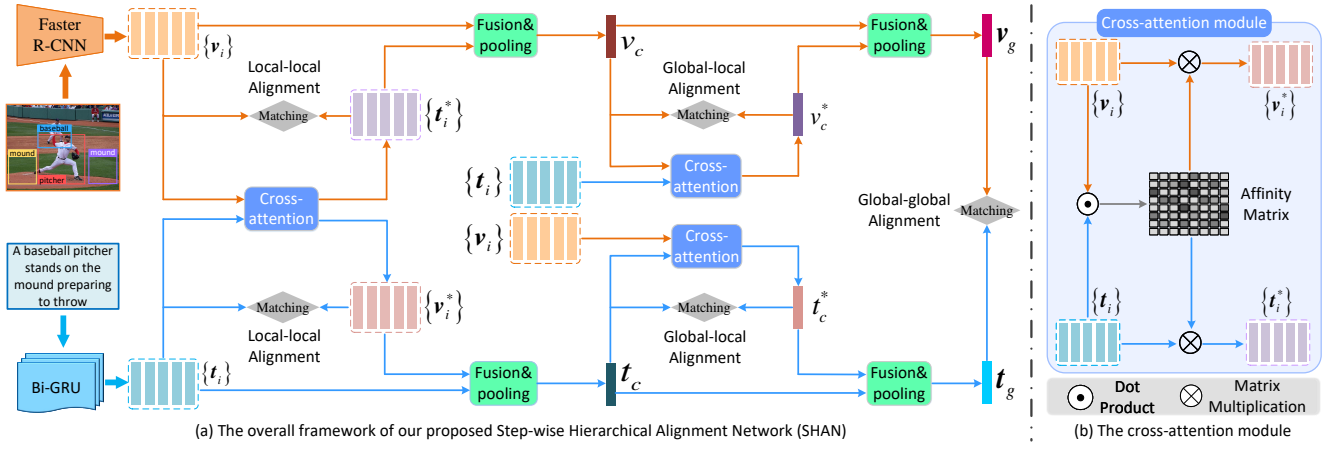 Faster
R-CNN
{v_i}
Fusion&
pooling
v_c
Fusion&
pooling
v_g
Local-local
Alignment
Matching
{t_i^*}
Global-local
Alignment
Matching
v_c^*
baseball
mound
mound
pitcher
Cross-
attention
{t_i}
Cross-
attention
Global-global
Alignment
Matching
{v_i}
Cross-
attention
A baseball pitcher
stands on the
mound preparing
to throw
Matching
Local-local
Alignment
{v_i^*}
Matching
Global-local
Alignment
t_c^*
Bi-GRU
{t_i}
Fusion&
pooling
t_c
Fusion&
pooling
t_g
(a) The overall framework of our proposed Step-wise Hierarchical Alignment Network (SHAN)
Cross-attention module
{v_i}
{v_i^*}
Affinity
Matrix
{t_i}
{t_i^*}
Dot
Product
Matrix
Multiplication
(b) The cross-attention module